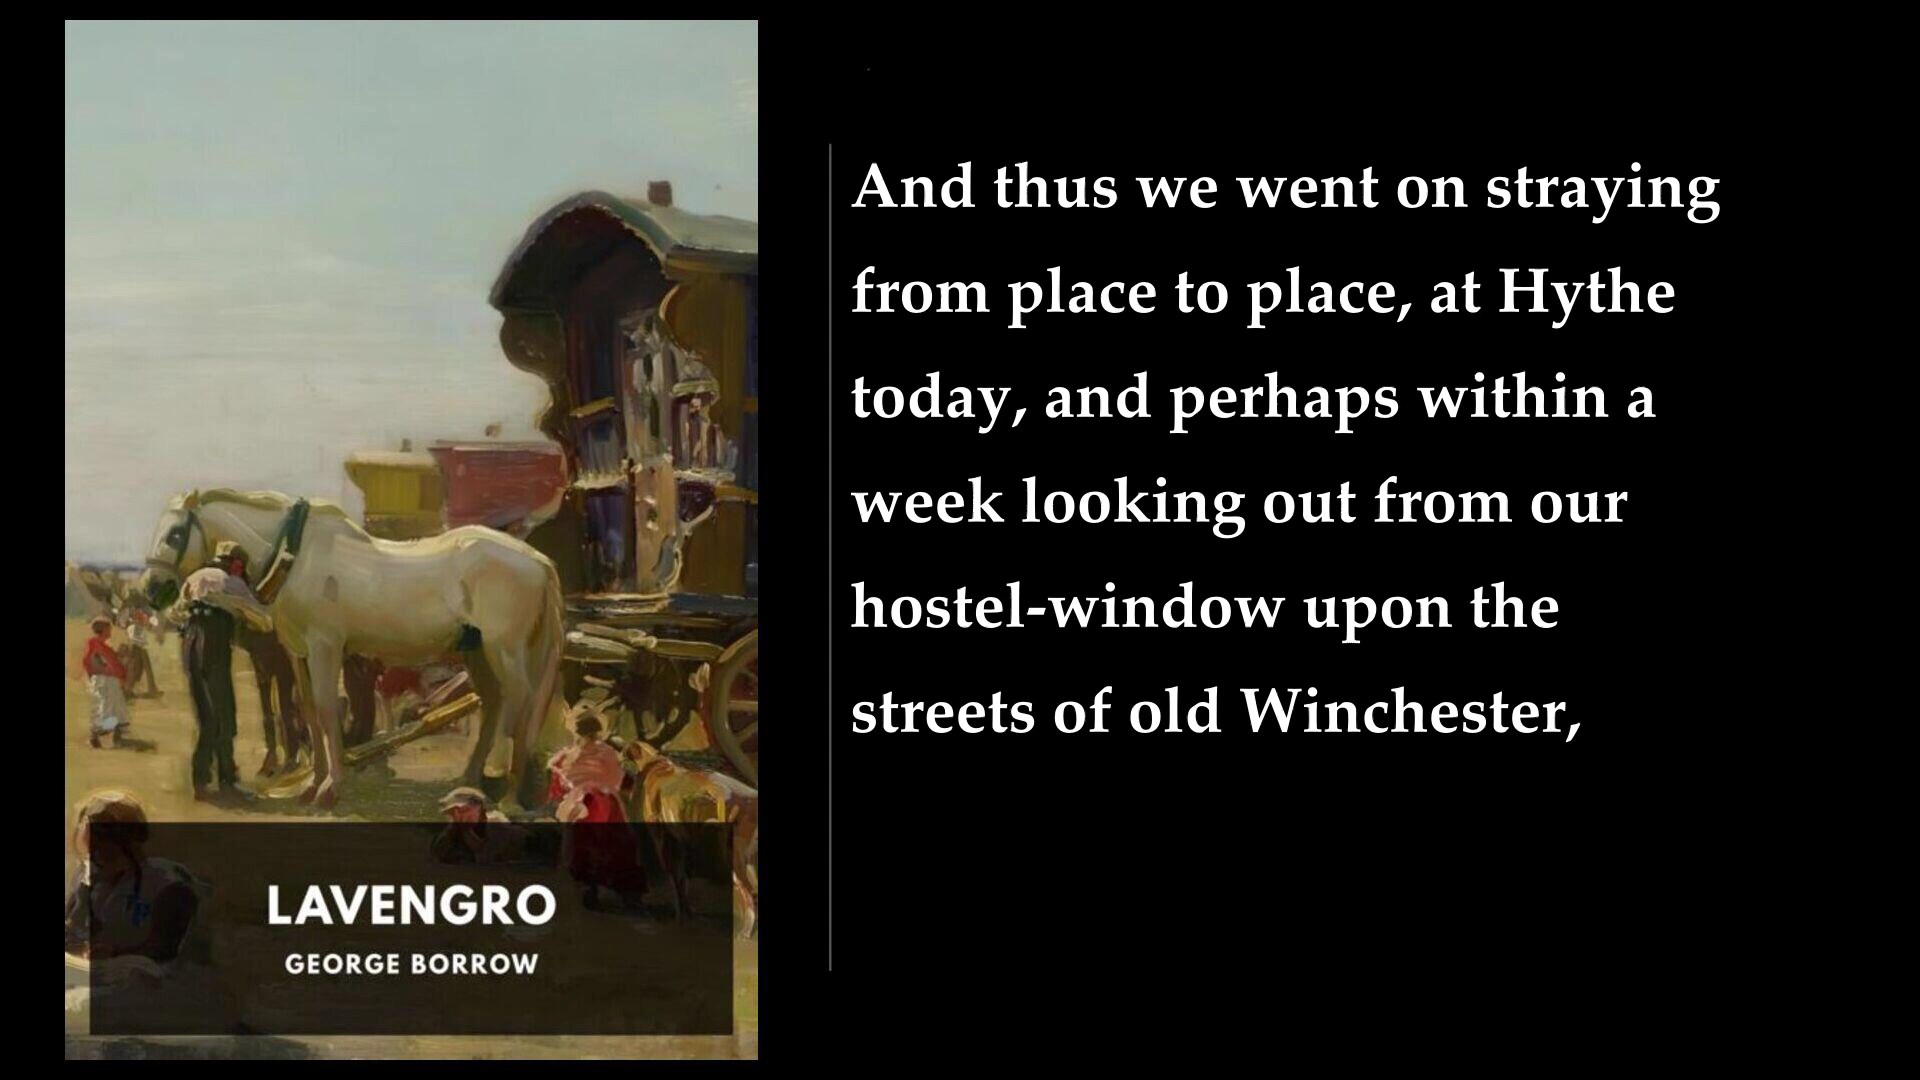 And thus we went on straying
from place to place, at Hythe
today, and perhaps within a
week looking out from our
hostel-window upon the
streets of old Winchester,
LAVENGRO
GEORGE BORROW